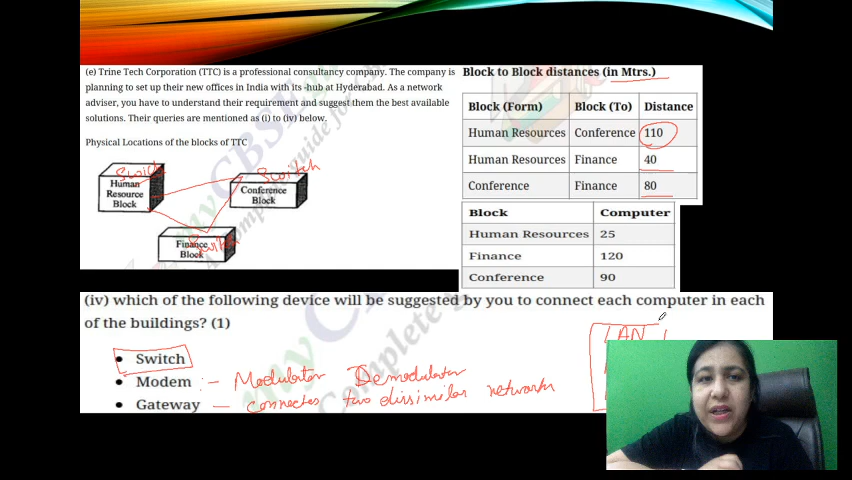 (e) Trine Tech Corporation (TTC) is a professional consultancy company. The company is
planning to set up their new offices in India with its -hub at Hyderabad. As a network
adviser, you have to understand their requirement and suggest them the best available
solutions. Their queries are mentioned as (i) to (iv) below.
Physical Locations of the blocks of TTC
Switch
Switch
Human
Resource
Block
Conference
Block
Switch
Finance
Block
Block to Block distances (in Mtrs.)
Block (Form) Block (To) Distance
Human Resources Conference 110
Human Resources Finance 40
Conference Finance 80
Block Computer
Human Resources 25
Finance 120
Conference 90
(iv) which of the following device will be suggested by you to connect each computer in each
of the buildings? (1)
• Switch
• Modem :- Modulator Demodulator
• Gateway — connectes two dissimilar networks
LAN